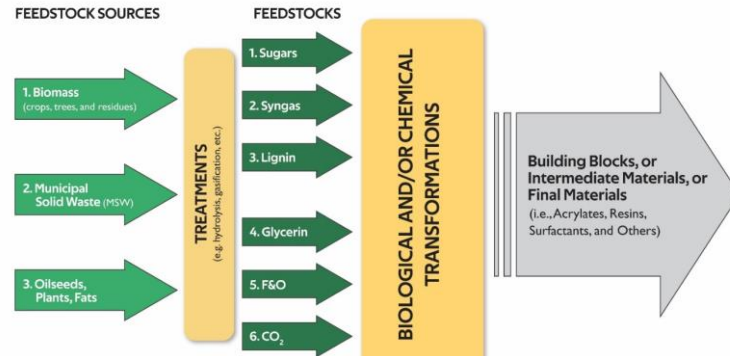 FEEDSTOCK SOURCES
FEEDSTOCKS
1. Biomass
(crops, trees, and residues)
2. Municipal
Solid Waste (MSW)
3. Oilseeds,
Plants, Fats
TREATMENTS
(e.g. hydrolysis, gasification, etc.)
1. Sugars
2. Syngas
3. Lignin
4. Glycerin
5. F&O
6. CO₂
BIOLOGICAL AND/OR CHEMICAL
TRANSFORMATIONS
Building Blocks, or
Intermediate Materials, or
Final Materials
(i.e., Acrylates, Resins,
Surfactants, and Others)